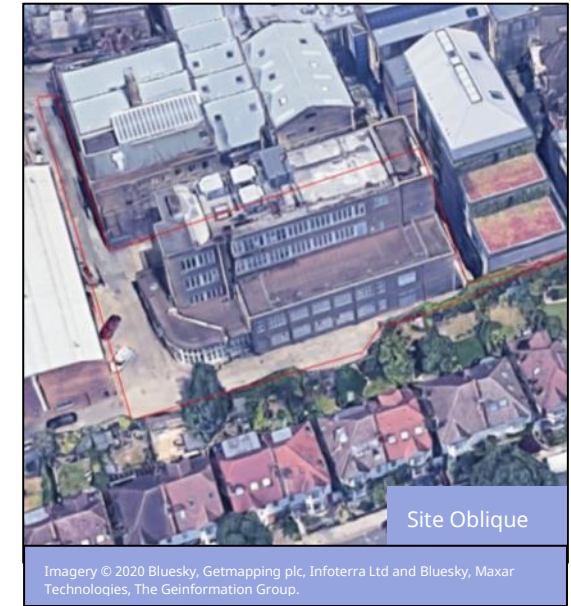 Site Oblique
Imagery © 2020 Bluesky, Getmapping plc, Infoterra Ltd and Bluesky, Maxar
Technologies, The Geinformation Group.